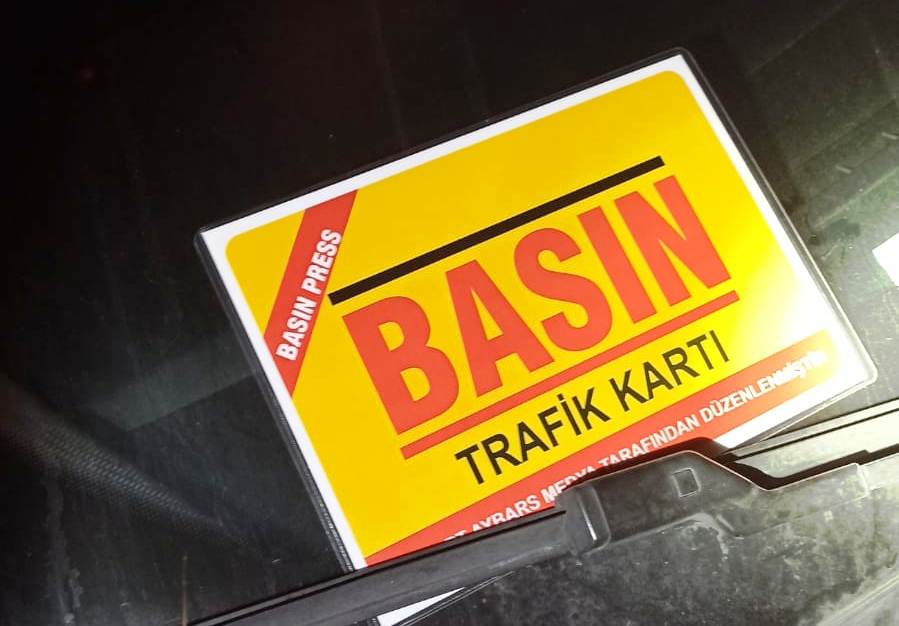 BASIN PRESS
BASIN
TRAFİK KARTI
AYBARS MEDYA TARAFINDAN DÜZENLENMİŞTİR